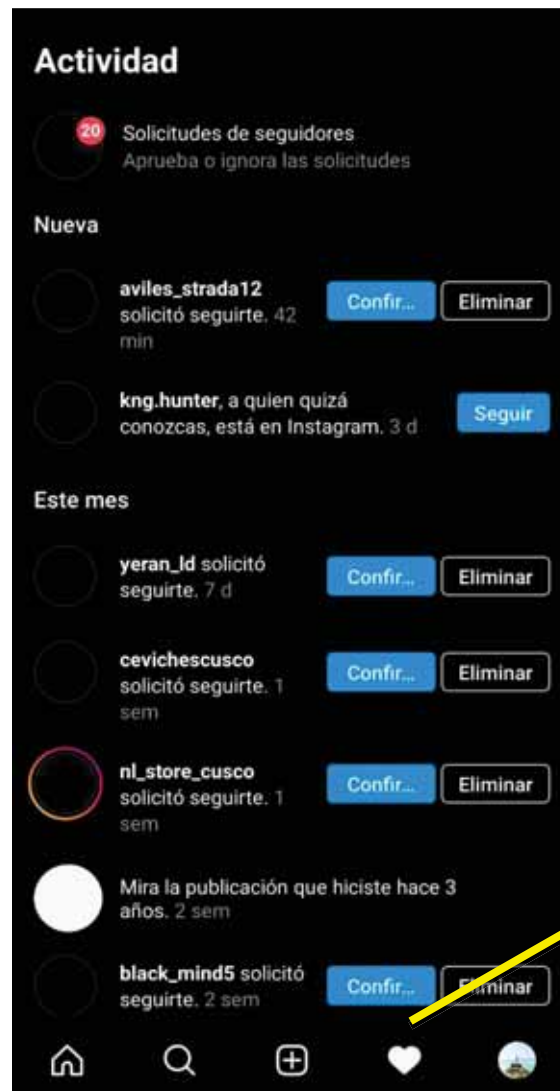 Actividad
20
Solicitudes de seguidores
Aprueba o ignora las solicitudes
Nueva
aviles_strada12
solicitó seguirte. 42
min
Confir...
Eliminar
kng.hunter, a quien quizá
conozcas, está en Instagram. 3 d
Seguir
Este mes
yeran_ld solicitó
seguirte. 7 d
Confir...
Eliminar
cevichescusco
solicitó seguirte. 1
sem
Confir...
Eliminar
nl_store_cusco
solicitó seguirte. 1
sem
Confir...
Eliminar
Mira la publicación que hiciste hace 3
años. 2 sem
black_mind5 solicitó
seguirte. 2 sem
Confir...
Eliminar